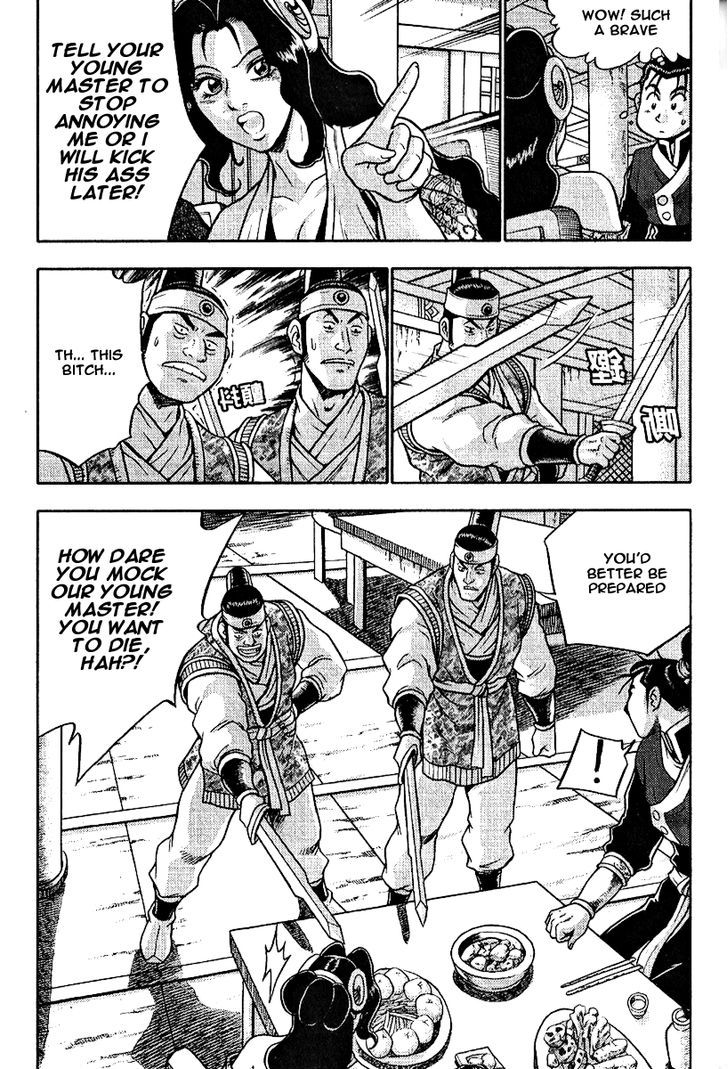 TELL YOUR
YOUNG
MASTER TO
STOP
ANNOYING
ME OR I
WILL KICK
HIS ASS
LATER!
WOW! SUCH
A BRAVE
TH... THIS
BITCH...
HOW DARE
YOU MOCK
OUR YOUNG
MASTER!
YOU WANT
TO DIE,
HAH?!
YOU'D
BETTER BE
PREPARED
!